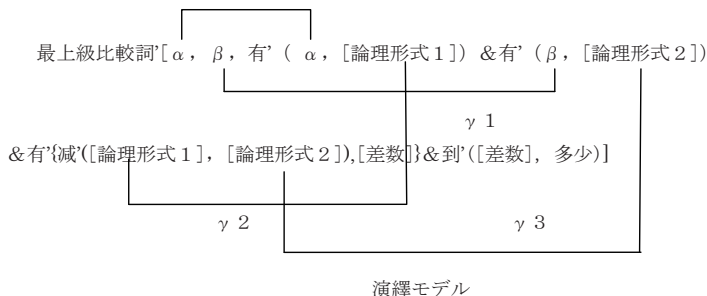 最上級比較詞'[α, β, 有' ( α, [論理形式1]) &有' (β, [論理形式2])
γ 1
&有'{减'([論理形式1], [論理形式2]),[差数]}&到'([差数], 多少)]
γ 2 γ 3
演繹モデル